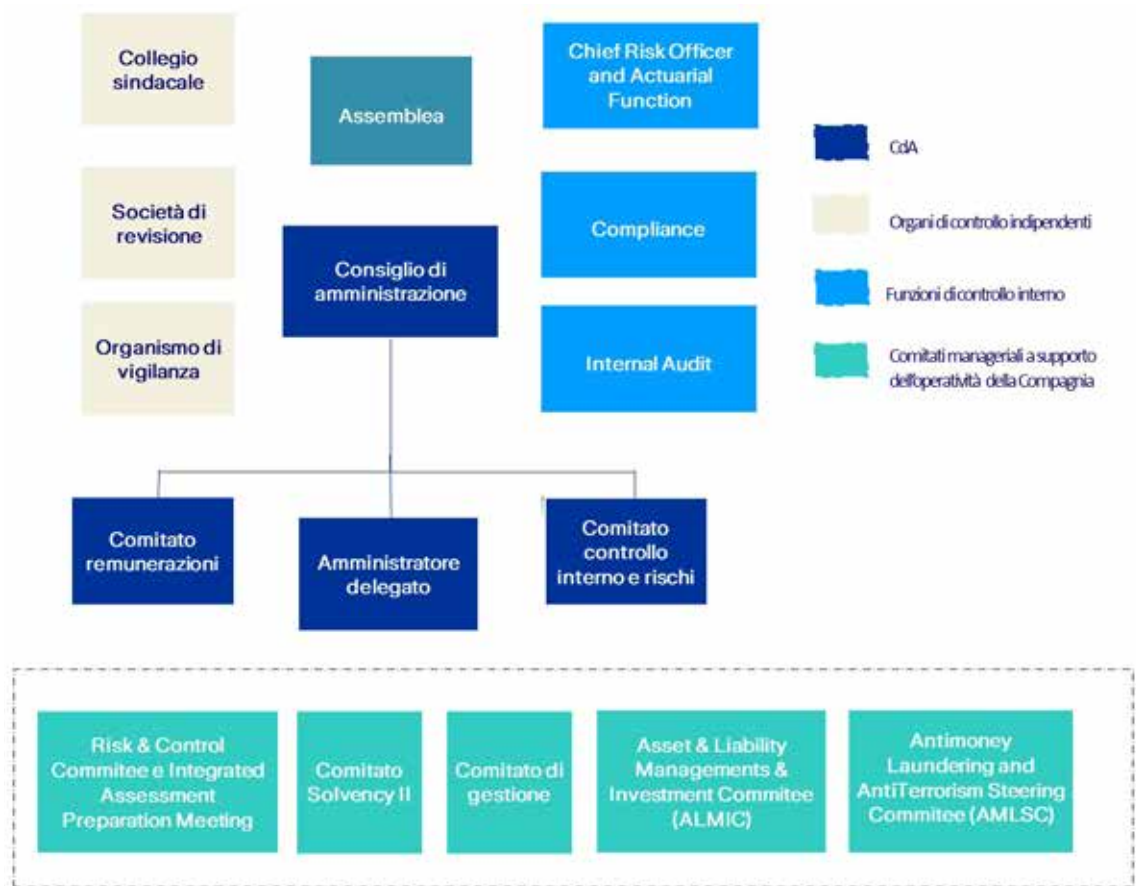 Collegio
sindacale
Assemblea
Chief Risk Officer
and Actuarial
Function
CdA
Società di
revisione
Compliance
Organi di controllo indipendenti
Consiglio di
amministrazione
Funzioni di controllo interno
Organismo di
vigilanza
Internal Audit
Comitati manageriali a supporto
dell'operatività della Compagnia
Comitato
remunerazioni
Amministratore
delegato
Comitato
controllo
interno e rischi
Risk & Control
Commitee e Integrated
Assessment
Preparation Meeting
Comitato
Solvency II
Comitato di
gestione
Asset & Liability
Managements &
Investment Commitee
(ALMIC)
Antimoney
Laundering and
AntiTerrorism Steering
Commitee (AMLSC)